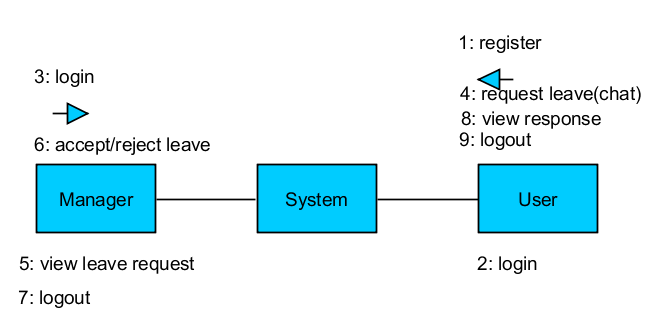 1: register
3: login
4: request leave(chat)
8: view response
6: accept/reject leave
9: logout
Manager
System
User
5: view leave request
2: login
7: logout